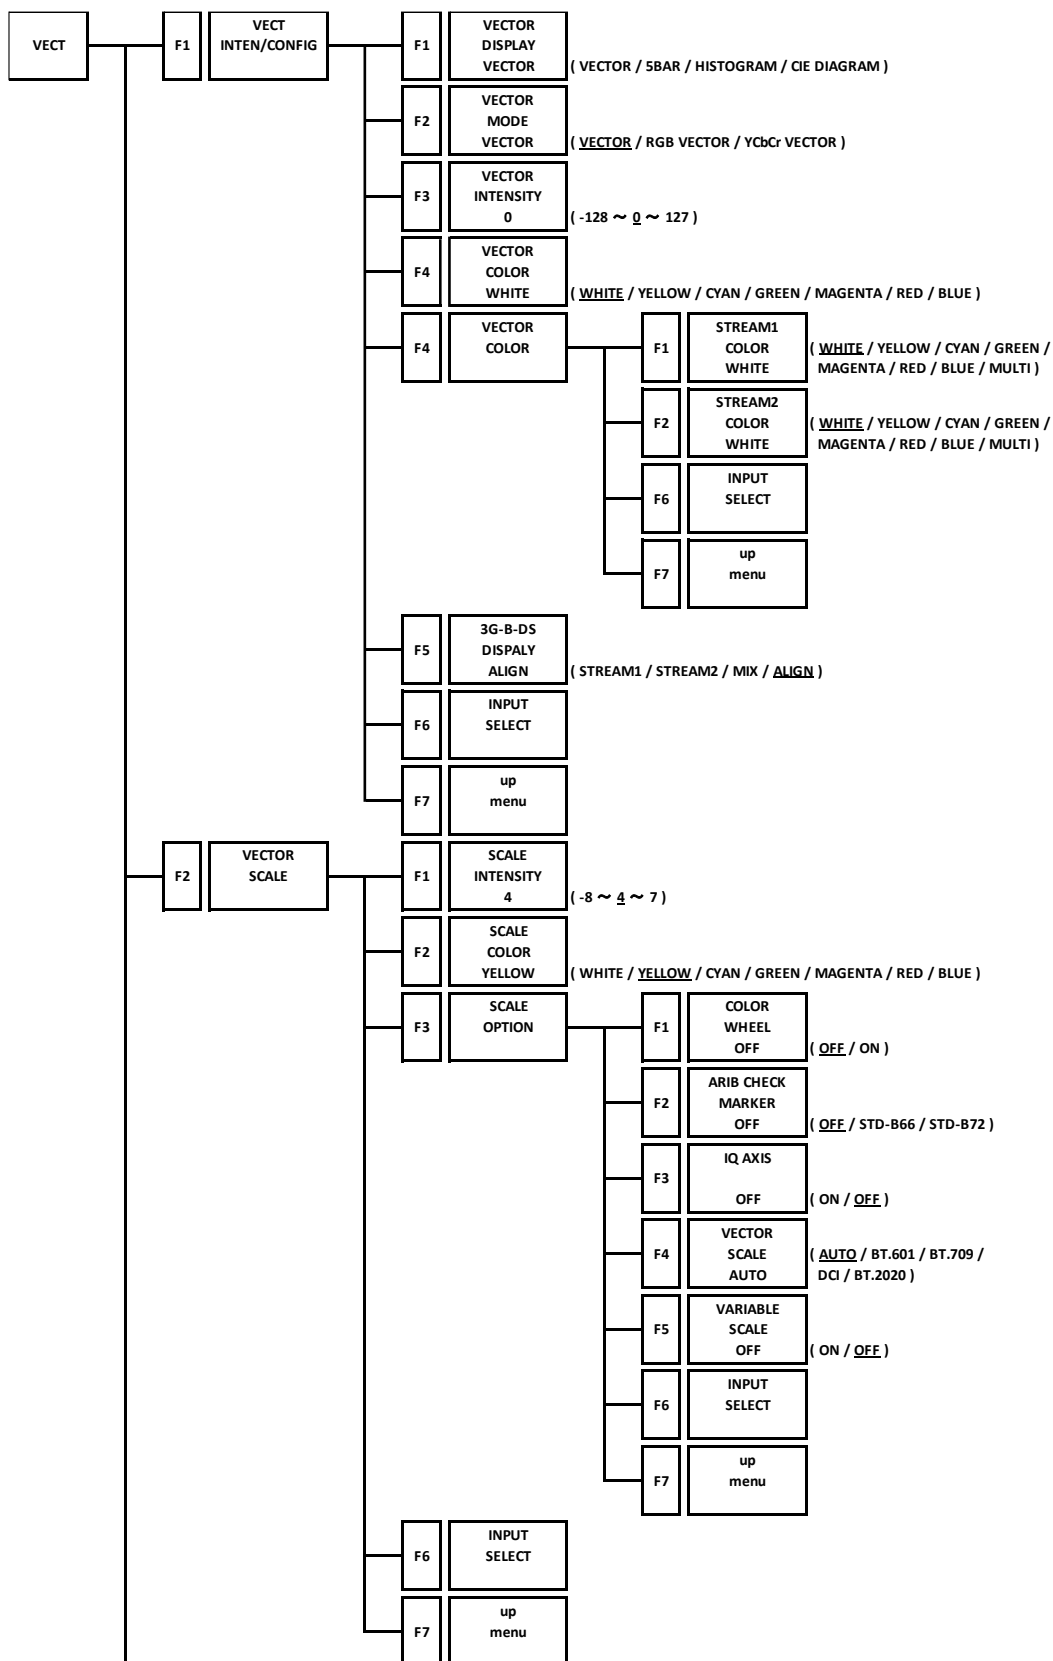 VECT
F1
VECT
INTEN/CONFIG
F1
VECTOR
DISPLAY
VECTOR
( VECTOR / 5BAR / HISTOGRAM / CIE DIAGRAM )
F2
VECTOR
MODE
VECTOR
( VECTOR / RGB VECTOR / YCbCr VECTOR )
F3
VECTOR
INTENSITY
0
( -128 ～ 0 ～ 127 )
F4
VECTOR
COLOR
WHITE
( WHITE / YELLOW / CYAN / GREEN / MAGENTA / RED / BLUE )
F4
VECTOR
COLOR
F1
STREAM1
COLOR
WHITE
( WHITE / YELLOW / CYAN / GREEN /
MAGENTA / RED / BLUE / MULTI )
F2
STREAM2
COLOR
WHITE
( WHITE / YELLOW / CYAN / GREEN /
MAGENTA / RED / BLUE / MULTI )
F6
INPUT
SELECT
F7
up
menu
F5
3G-B-DS
DISPALY
ALIGN
( STREAM1 / STREAM2 / MIX / ALIGN )
F6
INPUT
SELECT
F7
up
menu
F2
VECTOR
SCALE
F1
SCALE
INTENSITY
4
( -8 ～ 4 ～ 7 )
F2
SCALE
COLOR
YELLOW
( WHITE / YELLOW / CYAN / GREEN / MAGENTA / RED / BLUE )
F3
SCALE
OPTION
F1
COLOR
WHEEL
OFF
( OFF / ON )
F2
ARIB CHECK
MARKER
OFF
( OFF / STD-B66 / STD-B72 )
F3
IQ AXIS
OFF
( ON / OFF )
F4
VECTOR
SCALE
AUTO
( AUTO / BT.601 / BT.709 /
DCI / BT.2020 )
F5
VARIABLE
SCALE
OFF
( ON / OFF )
F6
INPUT
SELECT
F7
up
menu
F6
INPUT
SELECT
F7
up
menu